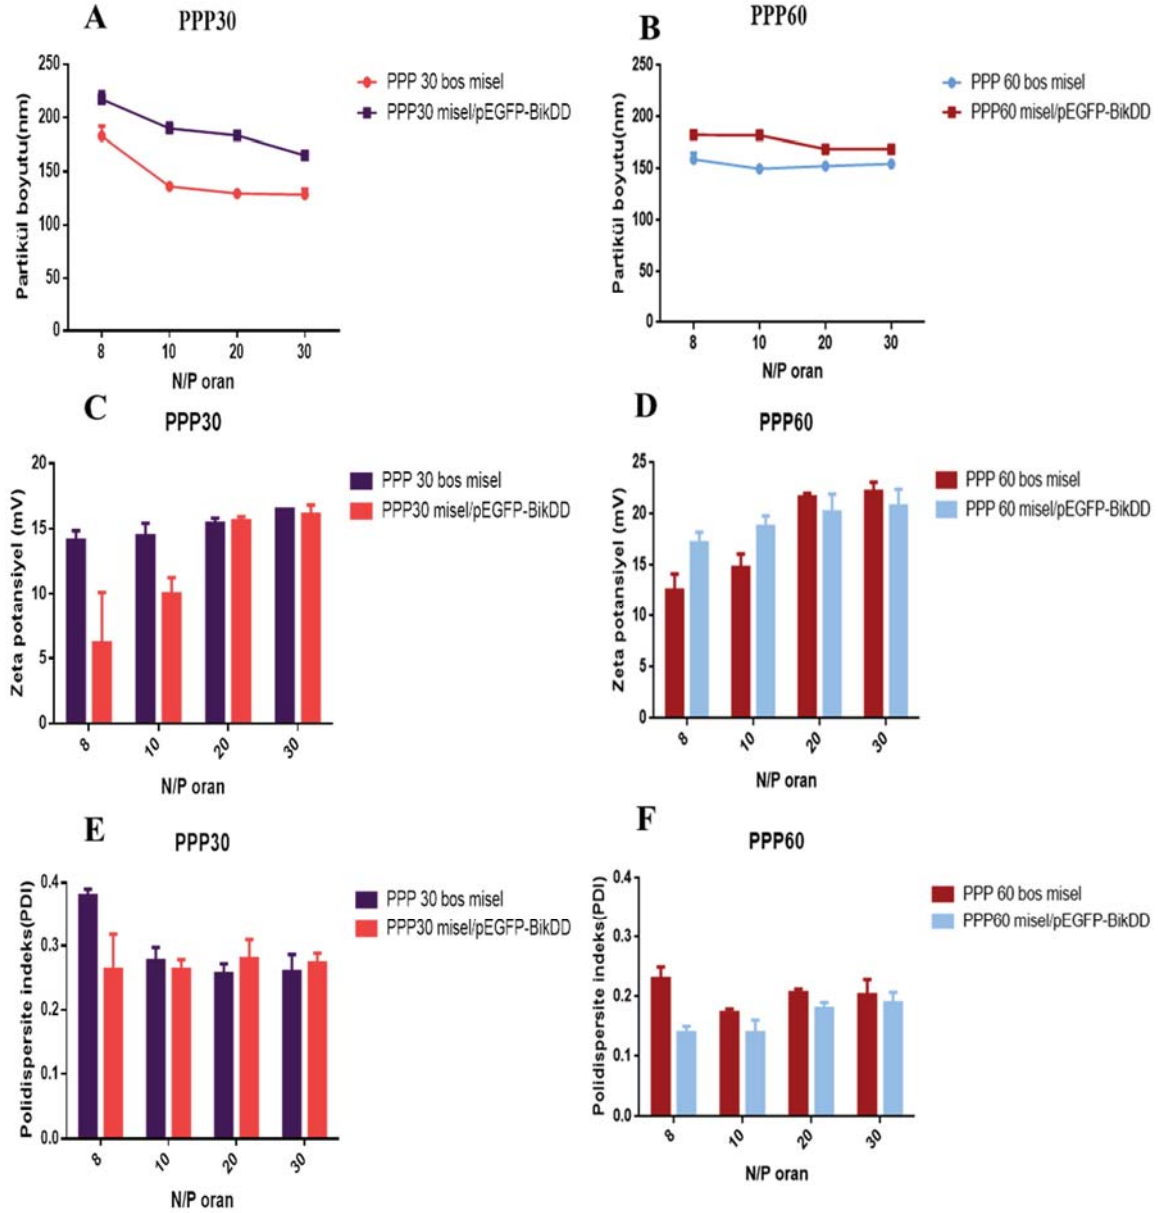 A
PPP30
Partikül boyutu(nm)
250
200
150
100
50
0
8 10 20 30
N/P oran
PPP 30 bos misel
PPP30 misel/pEGFP-BikDD
B
PPP60
Partikül boyutu(nm)
250
200
150
100
50
0
8 10 20 30
N/P oran
PPP 60 bos misel
PPP60 misel/pEGFP-BikDD
C
PPP30
Zeta potansiyel (mV)
20
15
10
5
0
8 10 20 30
N/P oran
PPP 30 bos misel
PPP30 misel/pEGFP-BikDD
D
PPP60
Zeta potansiyel (mV)
25
20
15
10
5
0
8 10 20 30
N/P oran
PPP 60 bos misel
PPP 60 misel/pEGFP-BikDD
E
PPP30
Polidispersite indeks(PDI)
0.4
0.3
0.2
0.1
0.0
8 10 20 30
N/P oran
PPP 30 bos misel
PPP30 misel/pEGFP-BikDD
F
PPP60
Polidispersite indeks(PDI)
0.4
0.3
0.2
0.1
0.0
8 10 20 30
N/P oran
PPP 60 bos misel
PPP60 misel/pEGFP-BikDD